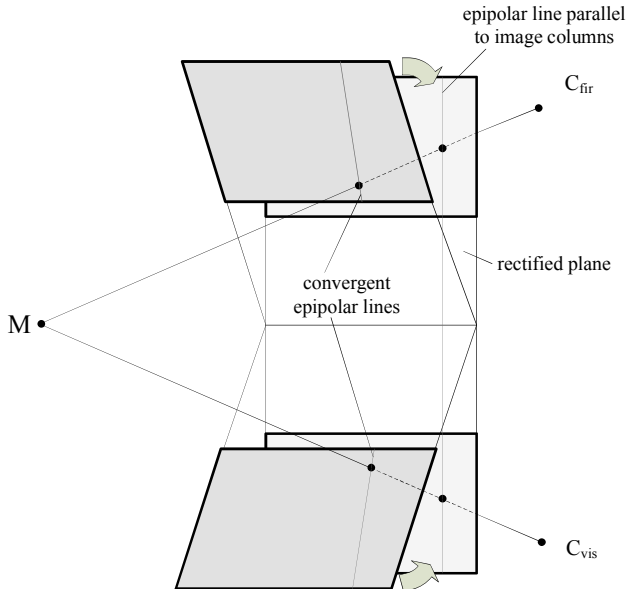 epipolar line parallel
to image columns
C_fir
rectified plane
convergent
epipolar lines
M
C_vis